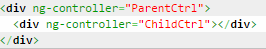 <div ng-controller="ParentCtrl">
<div ng-controller="ChildCtrl"></div>
</div>